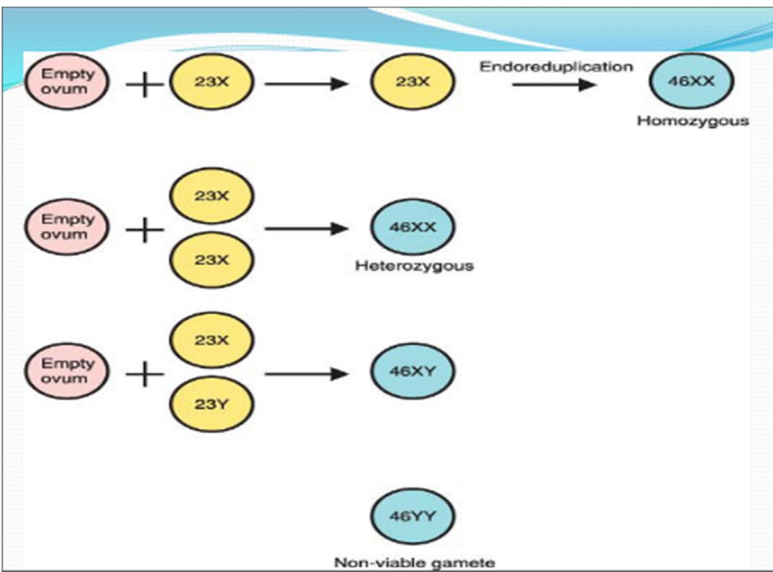 Empty
ovum
+
23X
23X
Endoreduplication
46XX
Homozygous
Empty
ovum
+
23X
23X
46XX
Heterozygous
Empty
ovum
+
23X
23Y
46XY
46YY
Non-viable gamete